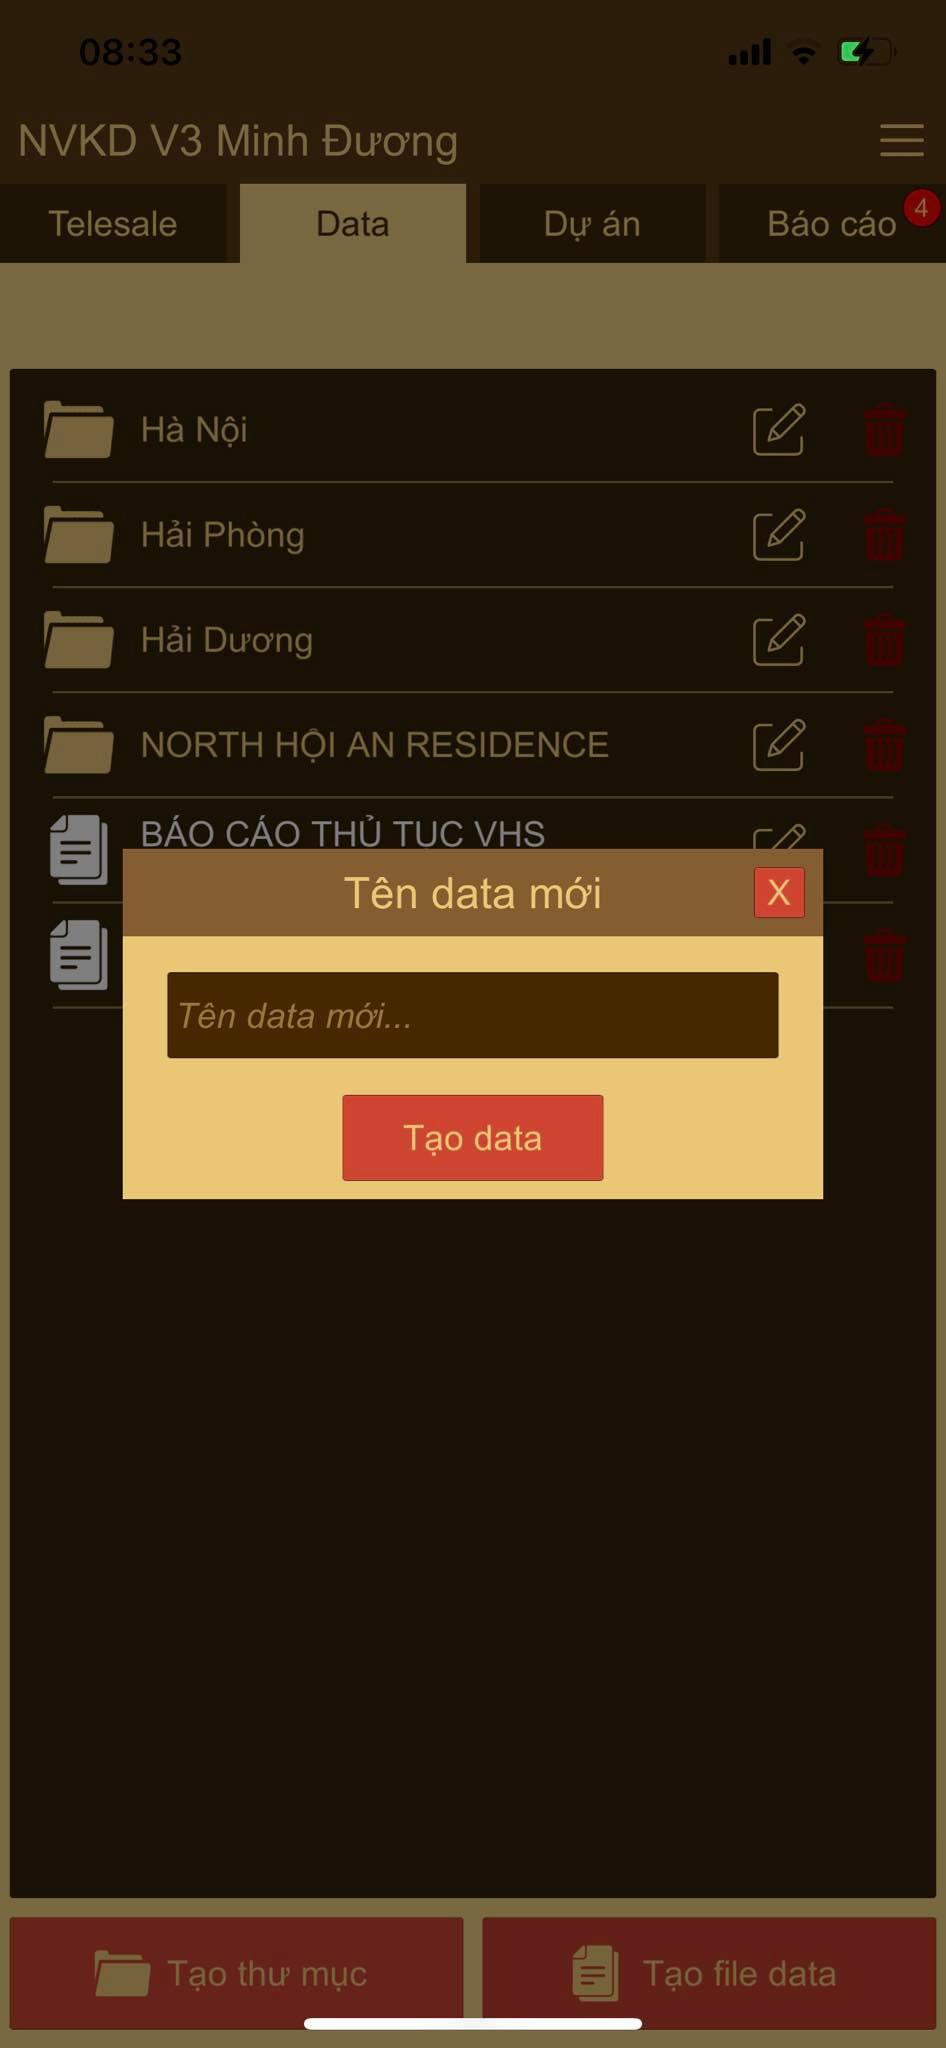 08:33
NVKD V3 Minh Đương
Telesale
Data
Dự án
Báo cáo
4
Hà Nội
Hải Phòng
Hải Dương
NORTH HỘI AN RESIDENCE
BÁO CÁO THỦ TỤC VHS
Tên data mới
X
Tên data mới...
Tạo data
Tạo thư mục
Tạo file data